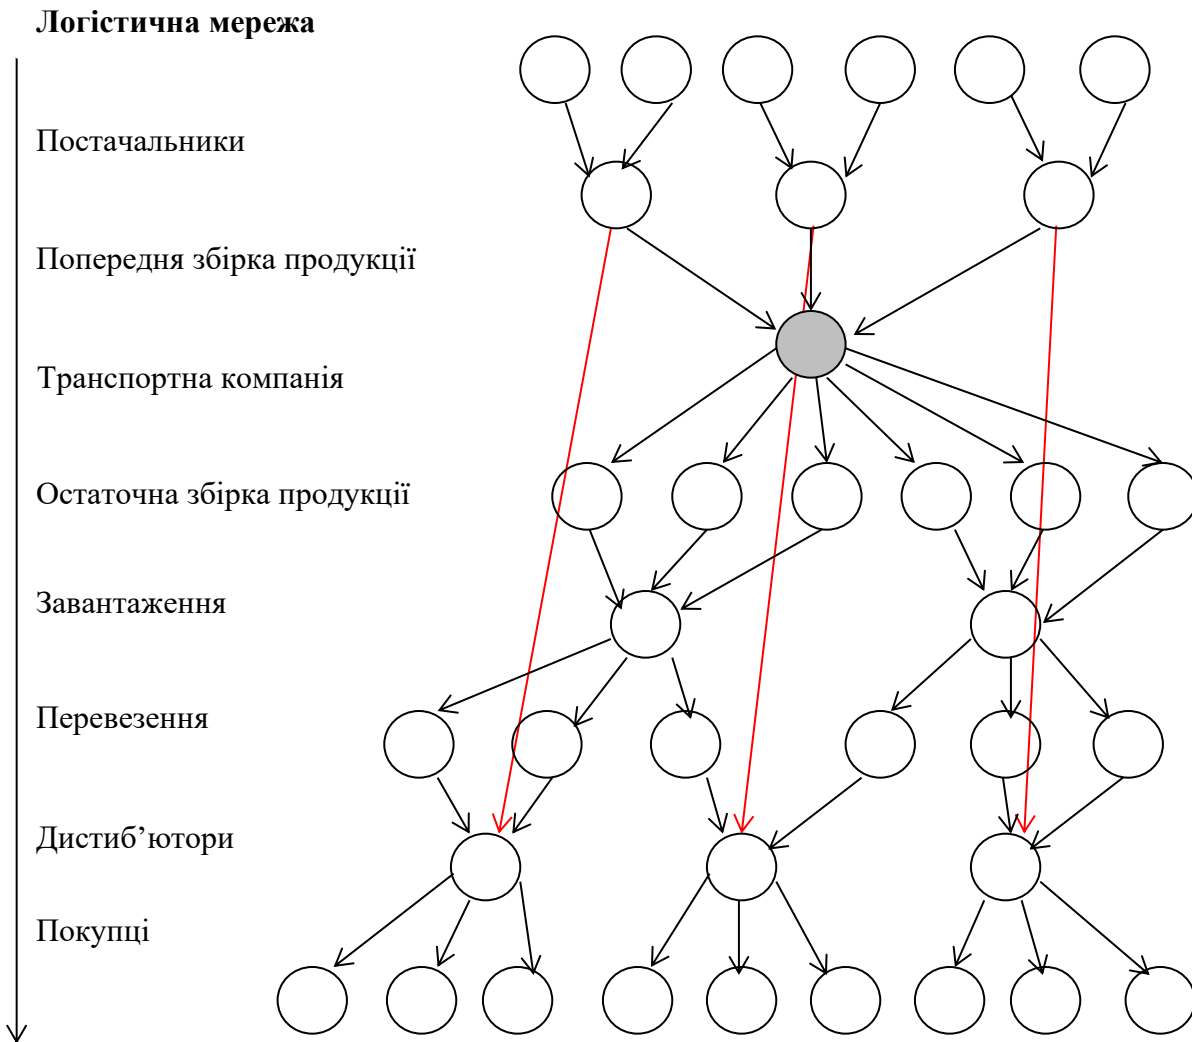 Логістична мережа
Постачальники
Попередня збірка продукції
Транспортна компанія
Остаточна збірка продукції
Завантаження
Перевезення
Дистиб’ютори
Покупці